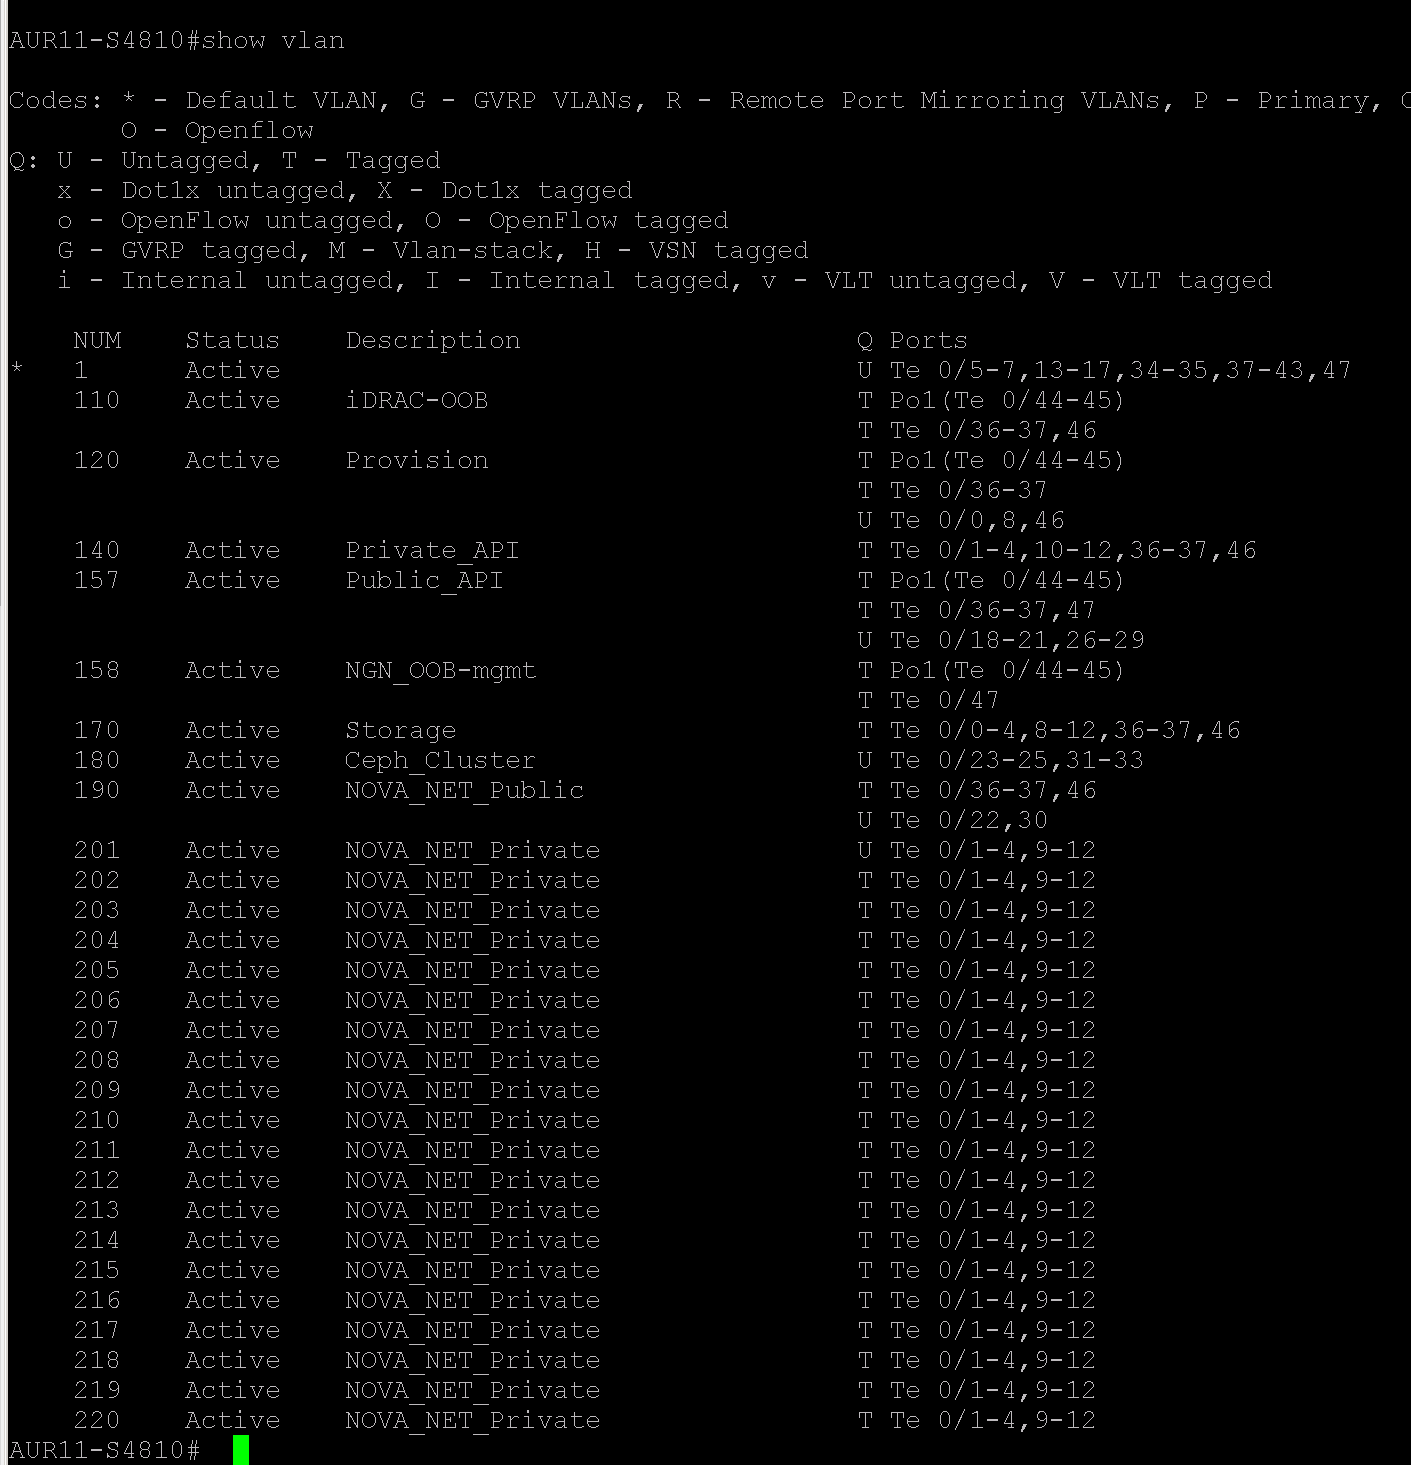 AUR11-S4810#show vlan
Codes: * - Default VLAN, G - GVRP VLANs, R - Remote Port Mirroring VLANs, P - Primary, C
O - Openflow
Q: U - Untagged, T - Tagged
x - Dot1x untagged, X - Dot1x tagged
o - OpenFlow untagged, O - OpenFlow tagged
G - GVRP tagged, M - Vlan-stack, H - VSN tagged
i - Internal untagged, I - Internal tagged, v - VLT untagged, V - VLT tagged
NUM Status Description Q Ports
* 1 Active U Te 0/5-7,13-17,34-35,37-43,47
110 Active iDRAC-OOB T Po1(Te 0/44-45)
T Te 0/36-37,46
120 Active Provision T Po1(Te 0/44-45)
T Te 0/36-37
U Te 0/0,8,46
140 Active Private_API T Te 0/1-4,10-12,36-37,46
157 Active Public_API T Po1(Te 0/44-45)
T Te 0/36-37,47
U Te 0/18-21,26-29
158 Active NGN_OOB-mgmt T Po1(Te 0/44-45)
T Te 0/47
170 Active Storage T Te 0/0-4,8-12,36-37,46
180 Active Ceph_Cluster U Te 0/23-25,31-33
190 Active NOVA_NET_Public T Te 0/36-37,46
U Te 0/22,30
201 Active NOVA_NET_Private U Te 0/1-4,9-12
202 Active NOVA_NET_Private T Te 0/1-4,9-12
203 Active NOVA_NET_Private T Te 0/1-4,9-12
204 Active NOVA_NET_Private T Te 0/1-4,9-12
205 Active NOVA_NET_Private T Te 0/1-4,9-12
206 Active NOVA_NET_Private T Te 0/1-4,9-12
207 Active NOVA_NET_Private T Te 0/1-4,9-12
208 Active NOVA_NET_Private T Te 0/1-4,9-12
209 Active NOVA_NET_Private T Te 0/1-4,9-12
210 Active NOVA_NET_Private T Te 0/1-4,9-12
211 Active NOVA_NET_Private T Te 0/1-4,9-12
212 Active NOVA_NET_Private T Te 0/1-4,9-12
213 Active NOVA_NET_Private T Te 0/1-4,9-12
214 Active NOVA_NET_Private T Te 0/1-4,9-12
215 Active NOVA_NET_Private T Te 0/1-4,9-12
216 Active NOVA_NET_Private T Te 0/1-4,9-12
217 Active NOVA_NET_Private T Te 0/1-4,9-12
218 Active NOVA_NET_Private T Te 0/1-4,9-12
219 Active NOVA_NET_Private T Te 0/1-4,9-12
220 Active NOVA_NET_Private T Te 0/1-4,9-12
AUR11-S4810#